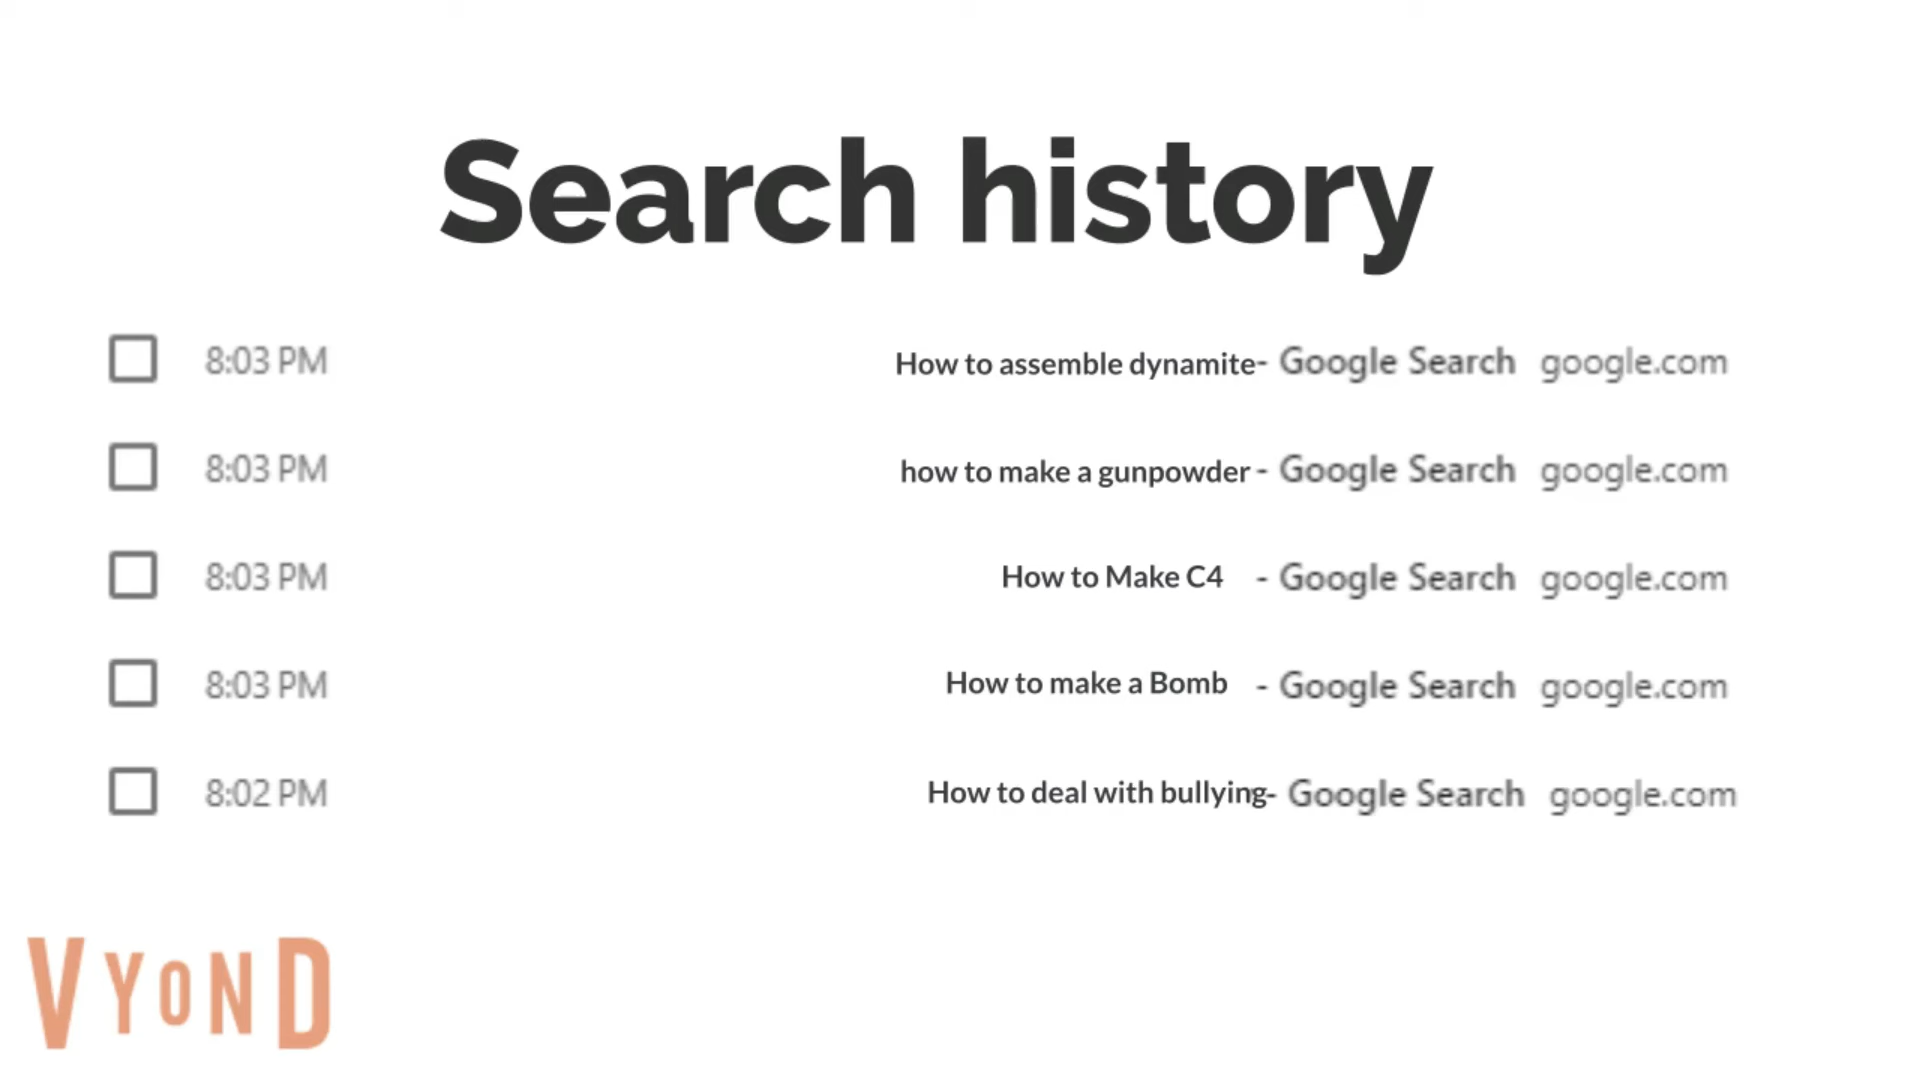 Search history
8:03 PM How to assemble dynamite- Google Search google.com
8:03 PM how to make a gunpowder - Google Search google.com
8:03 PM How to Make C4 - Google Search google.com
8:03 PM How to make a Bomb - Google Search google.com
8:02 PM How to deal with bullying- Google Search google.com
VYOND